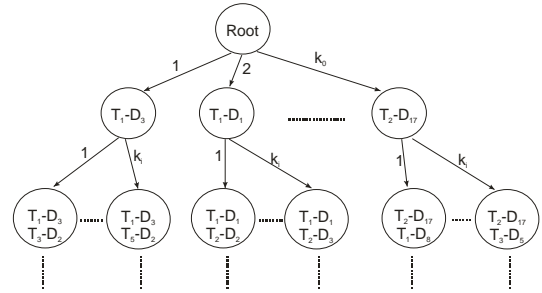 Root
1 2 k₀
T₁-D₃ T₁-D₁ T₂-D₁₇
1 kᵢ 1 kᵢ 1 kᵢ
T₁-D₃ T₁-D₃ T₁-D₁ T₁-D₁ T₂-D₁₇ T₂-D₁₇
T₃-D₂ T₅-D₂ T₂-D₂ T₂-D₃ T₁-D₈ T₃-D₅